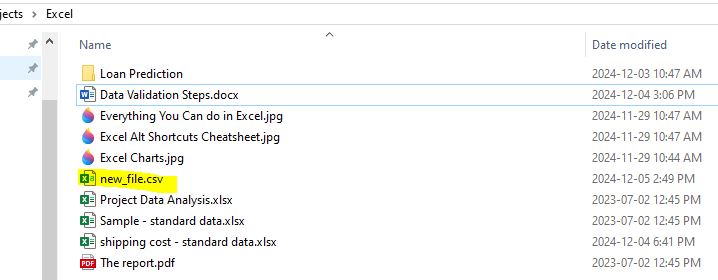 jects > Excel
Name Date modified
Loan Prediction 2024-12-03 10:47 AM
Data Validation Steps.docx 2024-12-04 3:06 PM
Everything You Can do in Excel.jpg 2024-11-29 10:47 AM
Excel Alt Shortcuts Cheatsheet.jpg 2024-11-29 10:47 AM
Excel Charts.jpg 2024-11-29 10:44 AM
new_file.csv 2024-12-05 2:49 PM
Project Data Analysis.xlsx 2023-07-02 12:45 PM
Sample - standard data.xlsx 2023-07-02 12:45 PM
shipping cost - standard data.xlsx 2024-12-04 6:41 PM
PDF The report.pdf 2023-07-02 12:45 PM